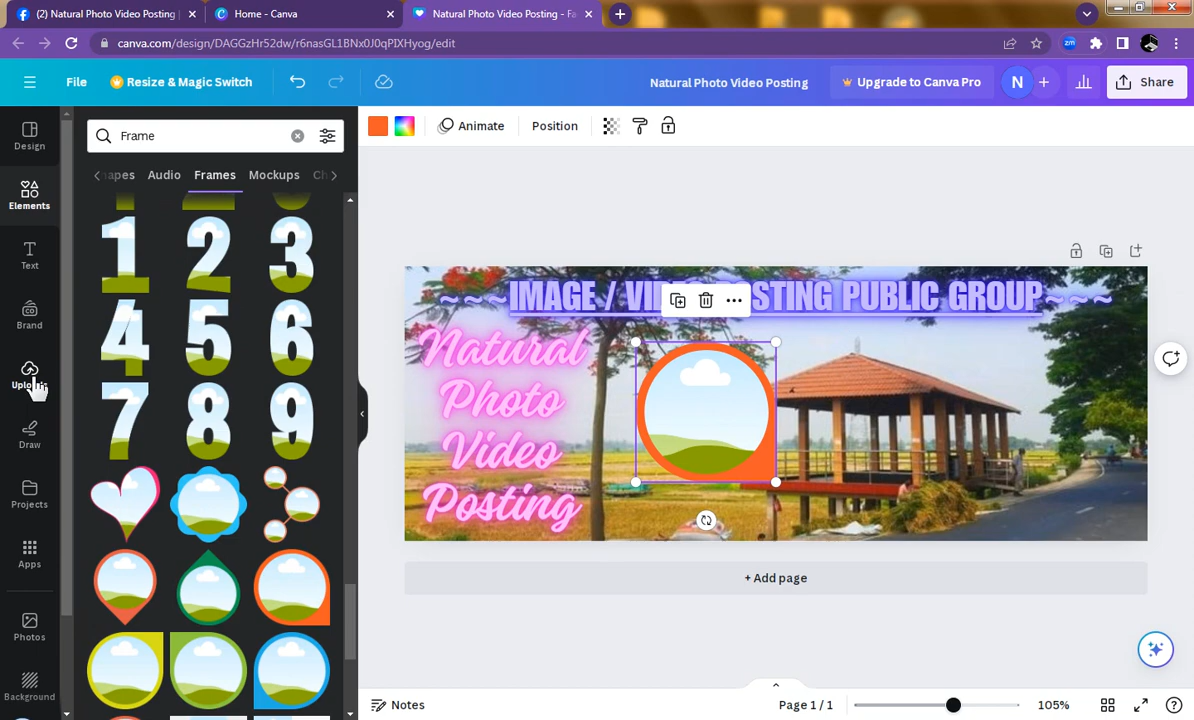 (2) Natural Photo Video Posting |
Home - Canva
Natural Photo Video Posting - Fa
canva.com/design/DAGGzHr52dw/r6nasGL1BNx0J0qPIXHyog/edit
zm
File
Resize & Magic Switch
Natural Photo Video Posting
Upgrade to Canva Pro
N
Share
Design
Elements
Text
Brand
Draw
Projects
Apps
Photos
Background
Frame
Audio
Frames
Mockups
1 2 3
4 5 6
7 8 9
Animate
Position
~~~IMAGE / POSTING PUBLIC GROUP~~~
Natural
Photo
Video
Posting
+ Add page
Notes
Page 1 / 1
105%